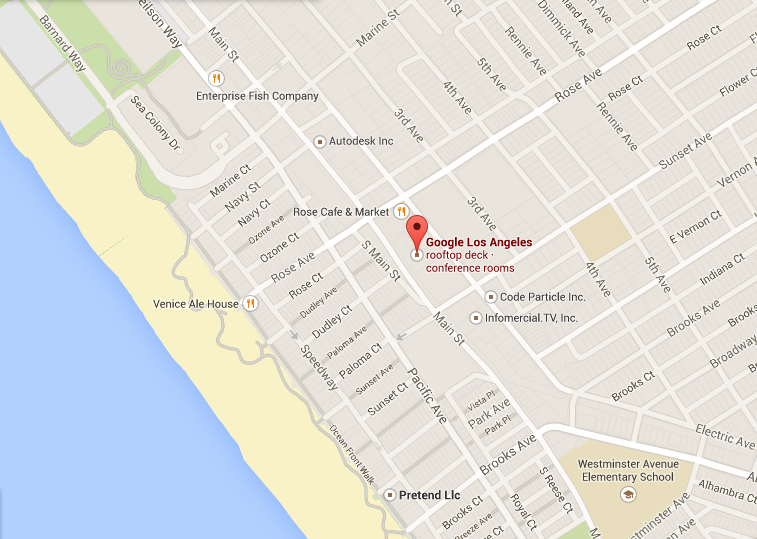 Neilson Way
Main St
Barnard Way
Marine St
Rennie Ave
Dimmick Ave
Rose Ct
5th Ave
4th Ave
Rose Ave
Rose Ct
Flower Ct
Enterprise Fish Company
Sea Colony Dr
Autodesk Inc
3rd Ave
Rennie Ave
Sunset Ave
Marine Ct
Navy St
Navy Ct
Ozone Ave
Ozone Ct
Rose Cafe & Market
3rd Ave
Vernon A
E Vernon Ct
Google Los Angeles
rooftop deck ·
conference rooms
S Main St
Rose Ave
Rose Ct
4th Ave
5th Ave
Indiana Ct
Venice Ale House
Dudley Ave
Dudley Ct
Code Particle Inc.
Infomercial.TV, Inc.
Brooks Ave
Brooks
Broadway
Main St
Paloma Ave
Paloma Ct
Speedway
Sunset Ave
Sunset Ct
Pacific Ave
Brooks Ct
Vista Pl
Park Ave
Park Pl
Electric Ave
Ocean Front Walk
Brooks Ave
Westminster Avenue
Elementary School
S Reese Ct
Alhambra Ct
Pretend Llc
Brooks Ct
Breeze Ave
Royal Ct
stminster Ave
an Ave